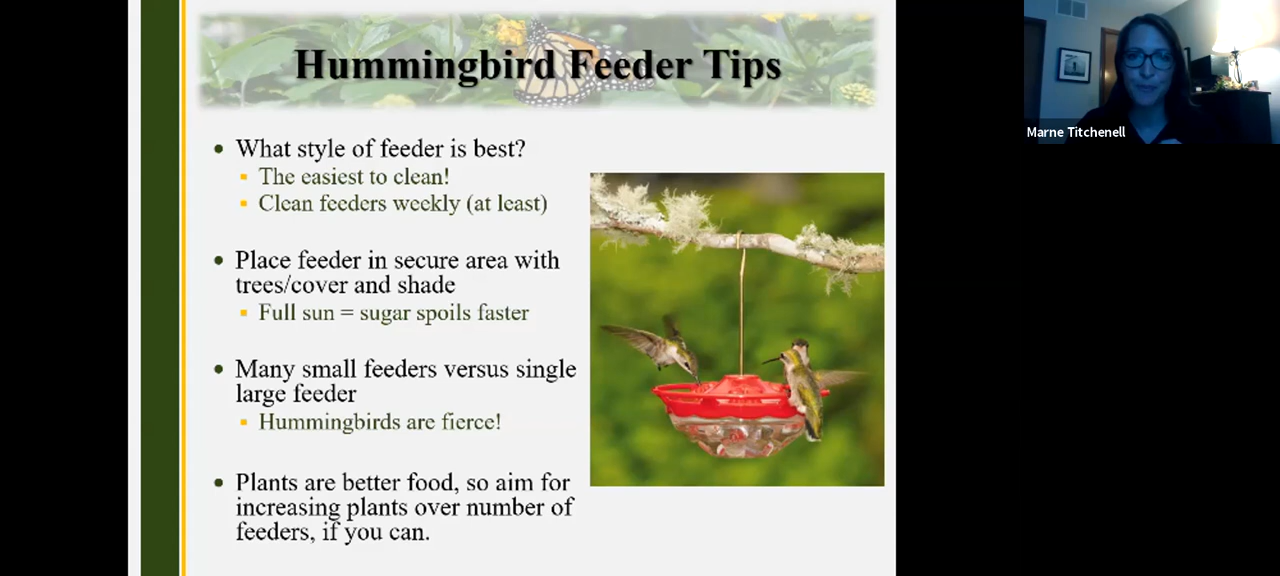 Hummingbird Feeder Tips
Marne Titchenell
• What style of feeder is best?
▪ The easiest to clean!
▪ Clean feeders weekly (at least)
• Place feeder in secure area with
trees/cover and shade
▪ Full sun = sugar spoils faster
• Many small feeders versus single
large feeder
▪ Hummingbirds are fierce!
• Plants are better food, so aim for
increasing plants over number of
feeders, if you can.